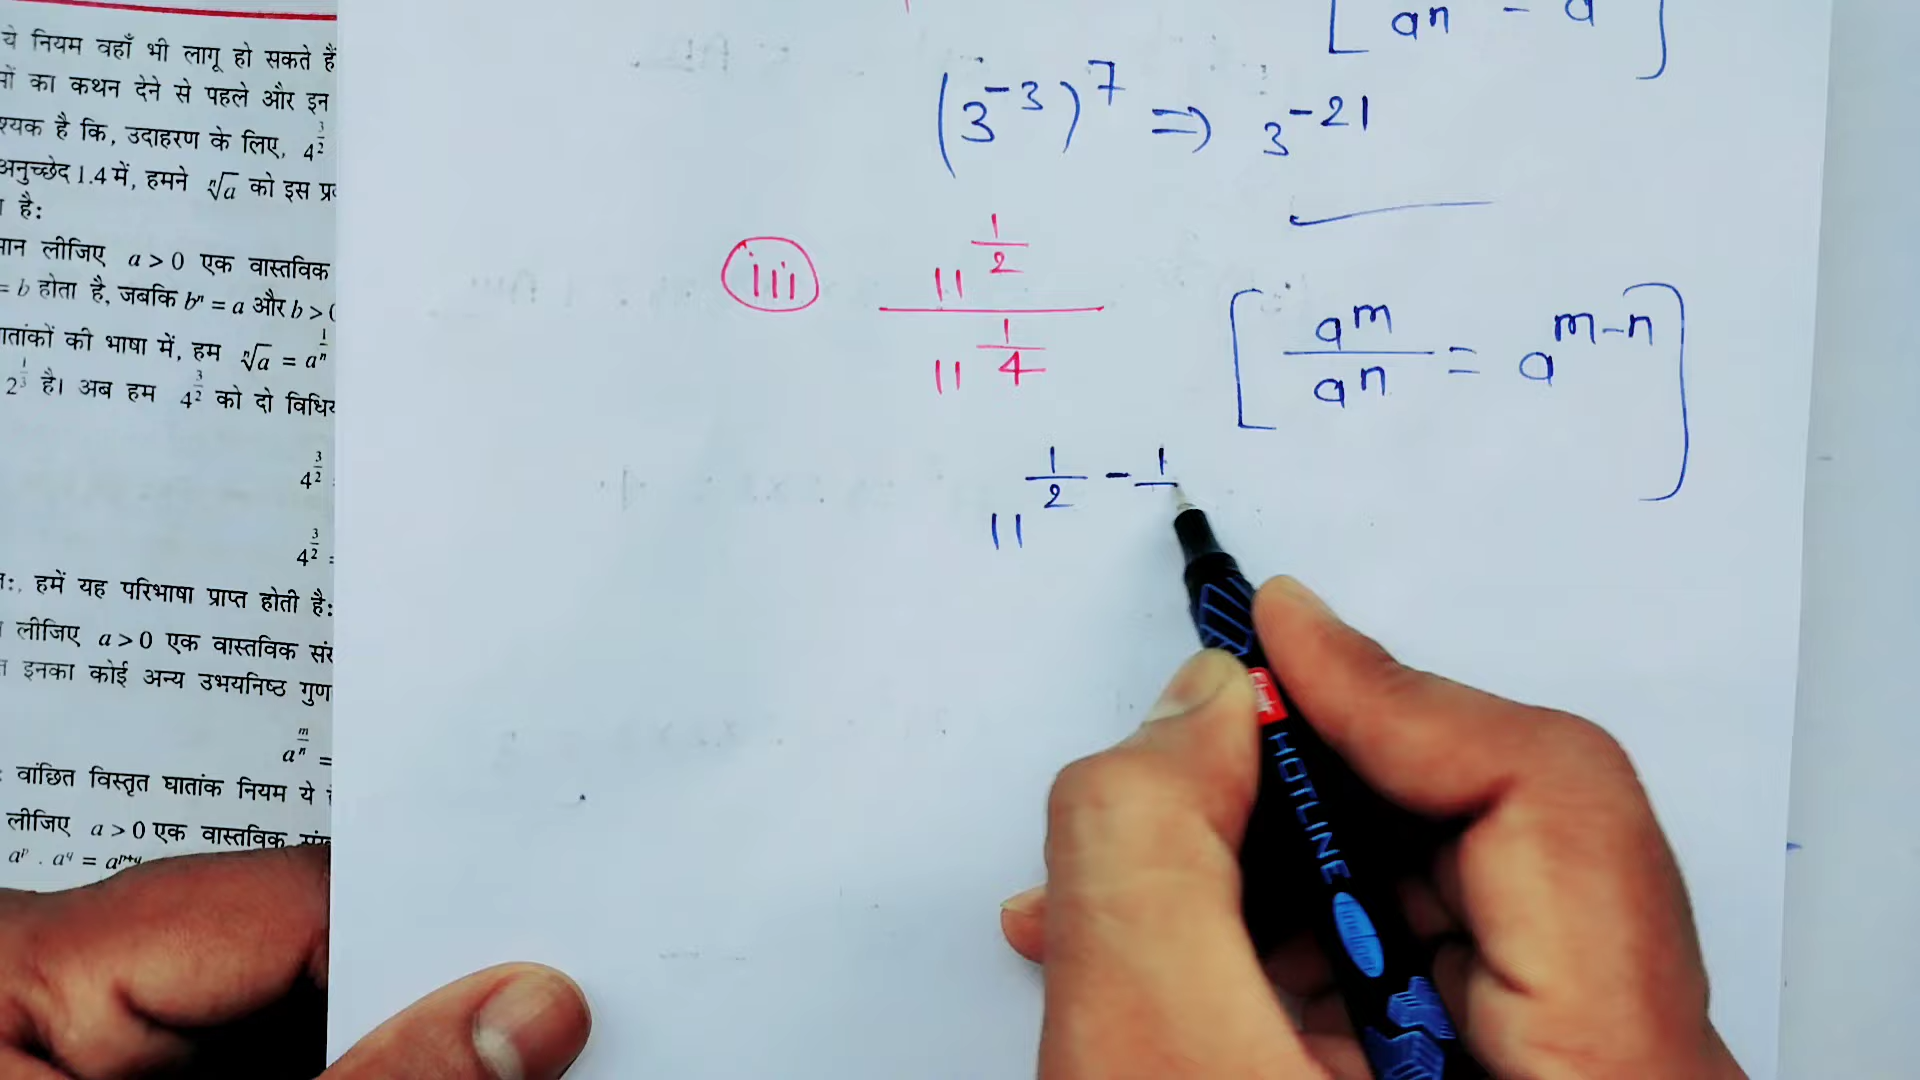 ये नियम वहाँ भी लागू हो सकते हैं
का कथन देने से पहले और इन
है कि, उदाहरण के लिए, 4^{3/2}
अनुच्छेद 1.4 में, हमने ⁿ√a को इस
है:
लीजिए a > 0 एक वास्तविक
= b होता है, जबकि bⁿ = a और b > 0
की भाषा में, हम ⁿ√a = a^{1/n}
2^{1/3} है। अब हम 4^{3/2} को दो
4^{3/2}
4^{3/2} =
हमें यह परिभाषा प्राप्त होती है:
लीजिए a > 0 एक वास्तविक
इनका कोई अन्य उभयनिष्ठ
a^{m/n} =
वांछित विस्तृत घातांक नियम ये
लीजिए a > 0 एक वास्तविक
a^p . a^q = a^{p+q}
[ aⁿ - a ]
(3^{-3})^7 ⇒ 3^{-21}
(iii) 11^{1/2} / 11^{1/4} [ a^m / a^n = a^{m-n} ]
11^{1/2 - 1/
HOTLINE